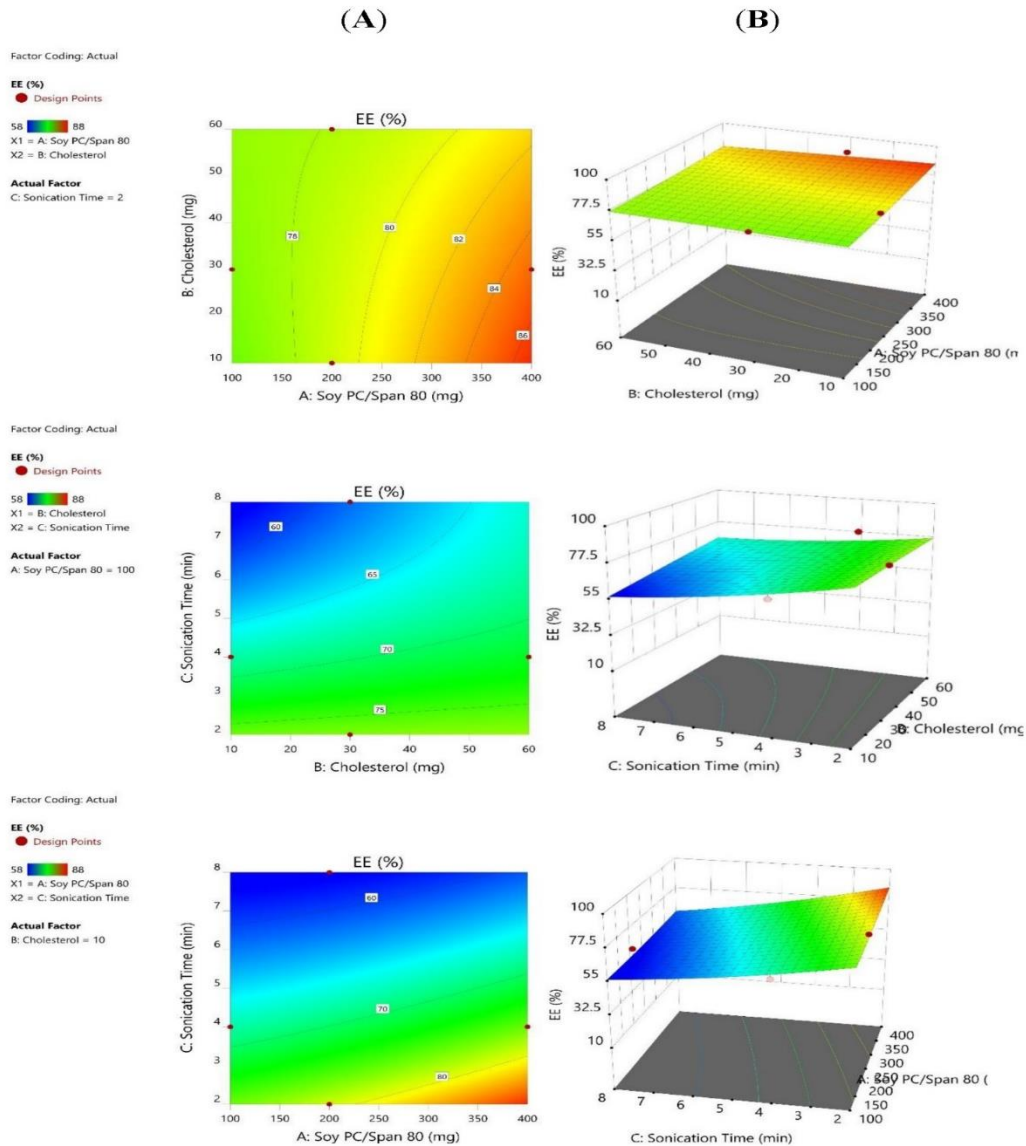 (A)
(B)
Factor Coding: Actual
EE (%)
Design Points
58 88
X1 = A: Soy PC/Span 80
X2 = B: Cholesterol
Actual Factor
C: Sonication Time = 2
EE (%)
60
50
40
30
20
10
B: Cholesterol (mg)
78
80
82
84
86
100 150 200 250 300 350 400
A: Soy PC/Span 80 (mg)
100
77.5
55
32.5
10
EE (%)
60 50 40 30 20 10
B: Cholesterol (mg)
400
350
300
250
200
150
100
A: Soy PC/Span 80 (m
Factor Coding: Actual
EE (%)
Design Points
58 88
X1 = B: Cholesterol
X2 = C: Sonication Time
Actual Factor
A: Soy PC/Span 80 = 100
EE (%)
8
7
6
5
4
3
2
C: Sonication Time (min)
60
65
70
75
10 20 30 40 50 60
B: Cholesterol (mg)
100
77.5
55
32.5
10
EE (%)
8 7 6 5 4 3 2
C: Sonication Time (min)
60
50
40
30
20
10
B: Cholesterol (mg
Factor Coding: Actual
EE (%)
Design Points
58 88
X1 = A: Soy PC/Span 80
X2 = C: Sonication Time
Actual Factor
B: Cholesterol = 10
EE (%)
8
7
6
5
4
3
2
C: Sonication Time (min)
60
70
80
100 150 200 250 300 350 400
A: Soy PC/Span 80 (mg)
100
77.5
55
32.5
10
EE (%)
8 7 6 5 4 3 2
C: Sonication Time (min)
400
350
300
250
200
150
100
A: Soy PC/Span 80 (